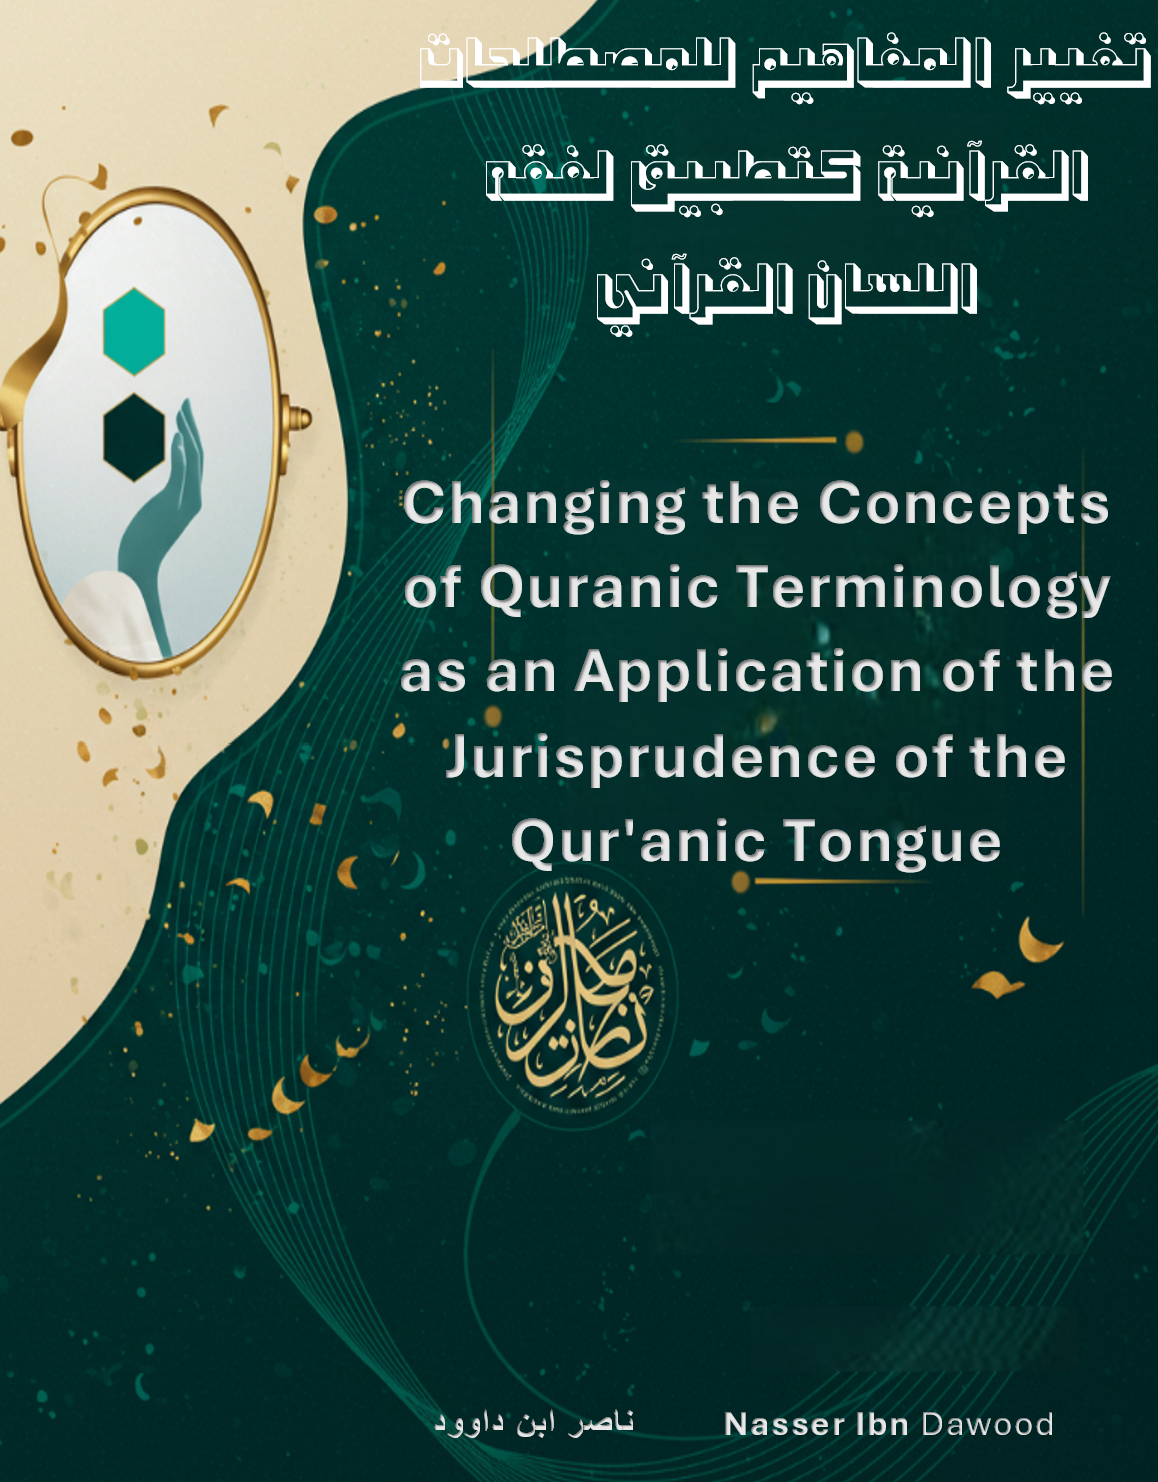 تغيير المفاهيم للمصطلحات
القرآنية كتطبيق لفقه
اللسان القرآني
Changing the Concepts
of Quranic Terminology
as an Application of the
Jurisprudence of the
Qur'anic Tongue
ناصر ابن داوود
Nasser Ibn Dawood